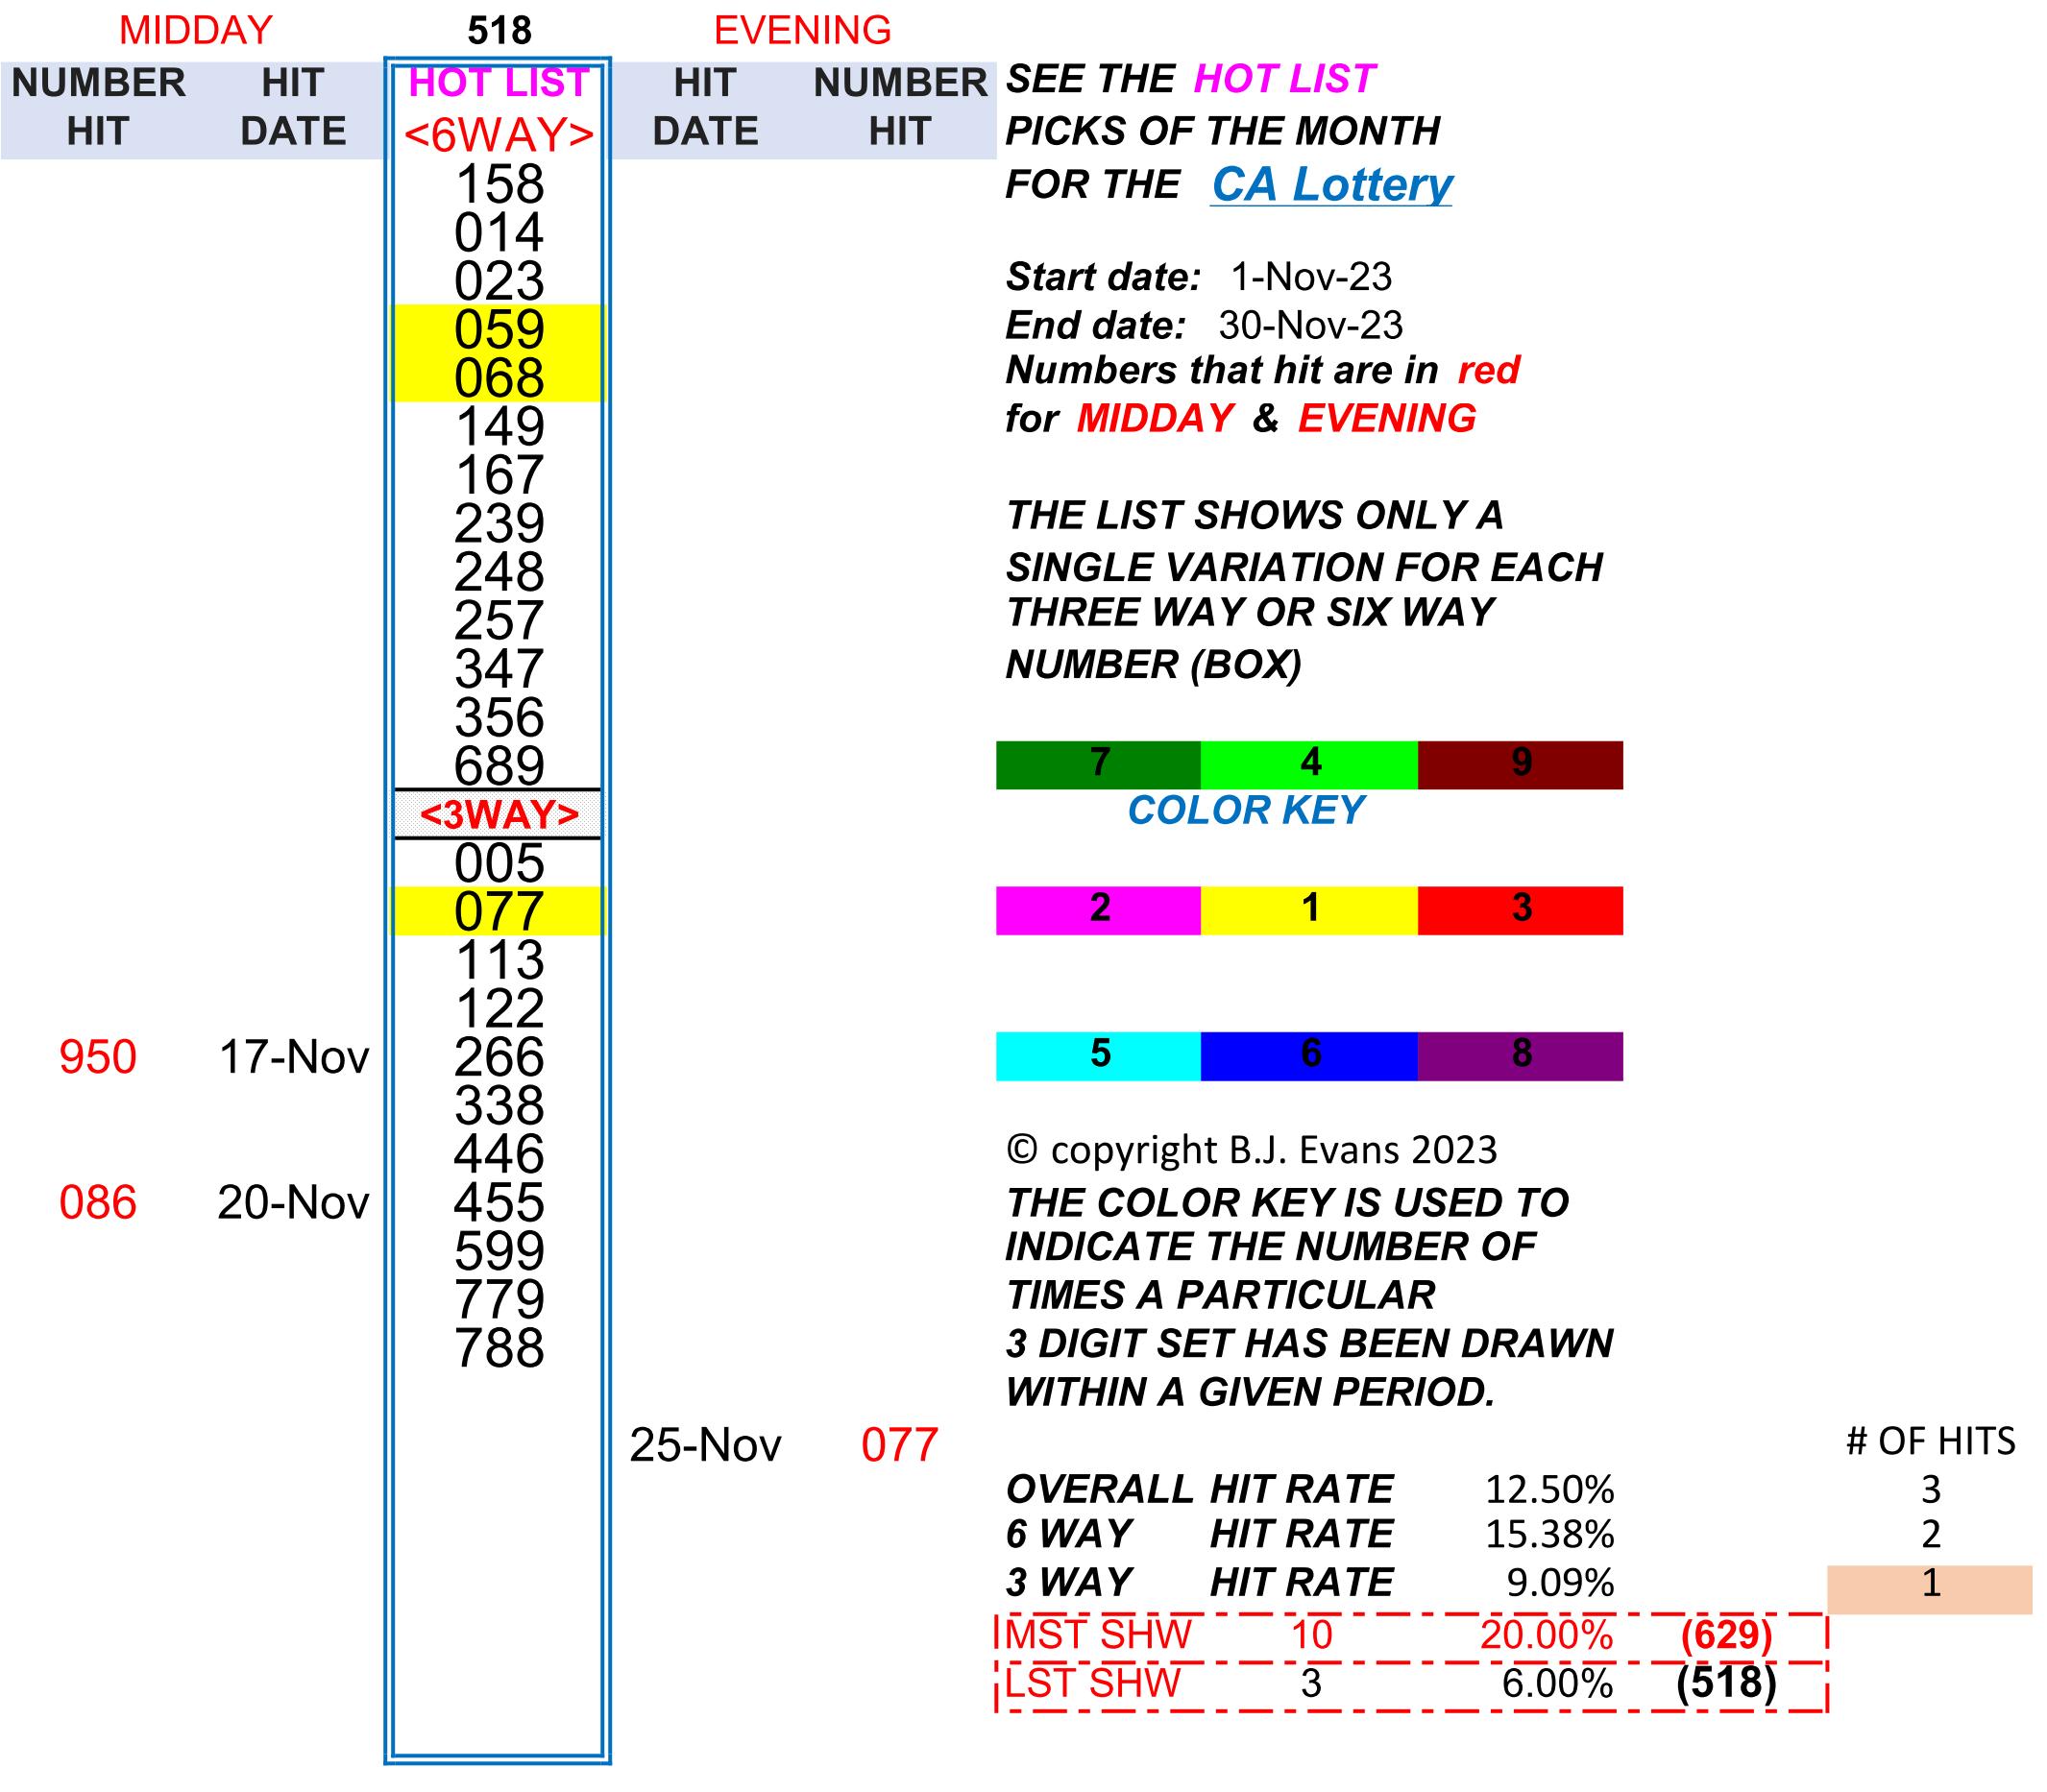 MIDDAY 518 EVENING
NUMBER HIT HOT LIST HIT NUMBER SEE THE HOT LIST
HIT DATE <6WAY> DATE HIT PICKS OF THE MONTH
158 FOR THE CA Lottery
014
023 Start date: 1-Nov-23
059 End date: 30-Nov-23
068 Numbers that hit are in red
149 for MIDDAY & EVENING
167
239 THE LIST SHOWS ONLY A
248 SINGLE VARIATION FOR EACH
257 THREE WAY OR SIX WAY
347 NUMBER (BOX)
356
689 7 4 9
<3WAY> COLOR KEY
005
077 2 1 3
113
122
950 17-Nov 266 5 6 8
338
446 © copyright B.J. Evans 2023
086 20-Nov 455 THE COLOR KEY IS USED TO
599 INDICATE THE NUMBER OF
779 TIMES A PARTICULAR
788 3 DIGIT SET HAS BEEN DRAWN
WITHIN A GIVEN PERIOD.
25-Nov 077 # OF HITS
OVERALL HIT RATE 12.50% 3
6 WAY HIT RATE 15.38% 2
3 WAY HIT RATE 9.09% 1
MST SHW 10 20.00% (629)
LST SHW 3 6.00% (518)